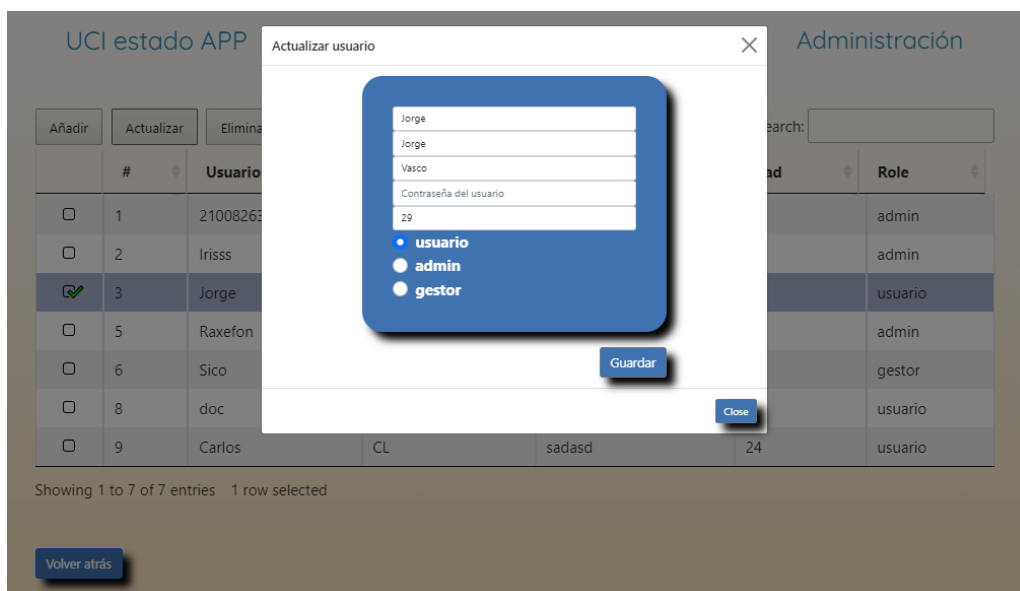 UCI estado APP
Administración
Actualizar usuario
Añadir
Actualizar
Search:
Jorge
Jorge
Vasco
Contraseña del usuario
29
usuario
admin
gestor
Guardar
Close
# Usuario Role
1 admin
2 Irisss admin
3 Jorge usuario
5 Raxefon admin
6 Sico gestor
8 doc usuario
9 Carlos CL sadasd 24 usuario
Showing 1 to 7 of 7 entries 1 row selected
Volver atrás